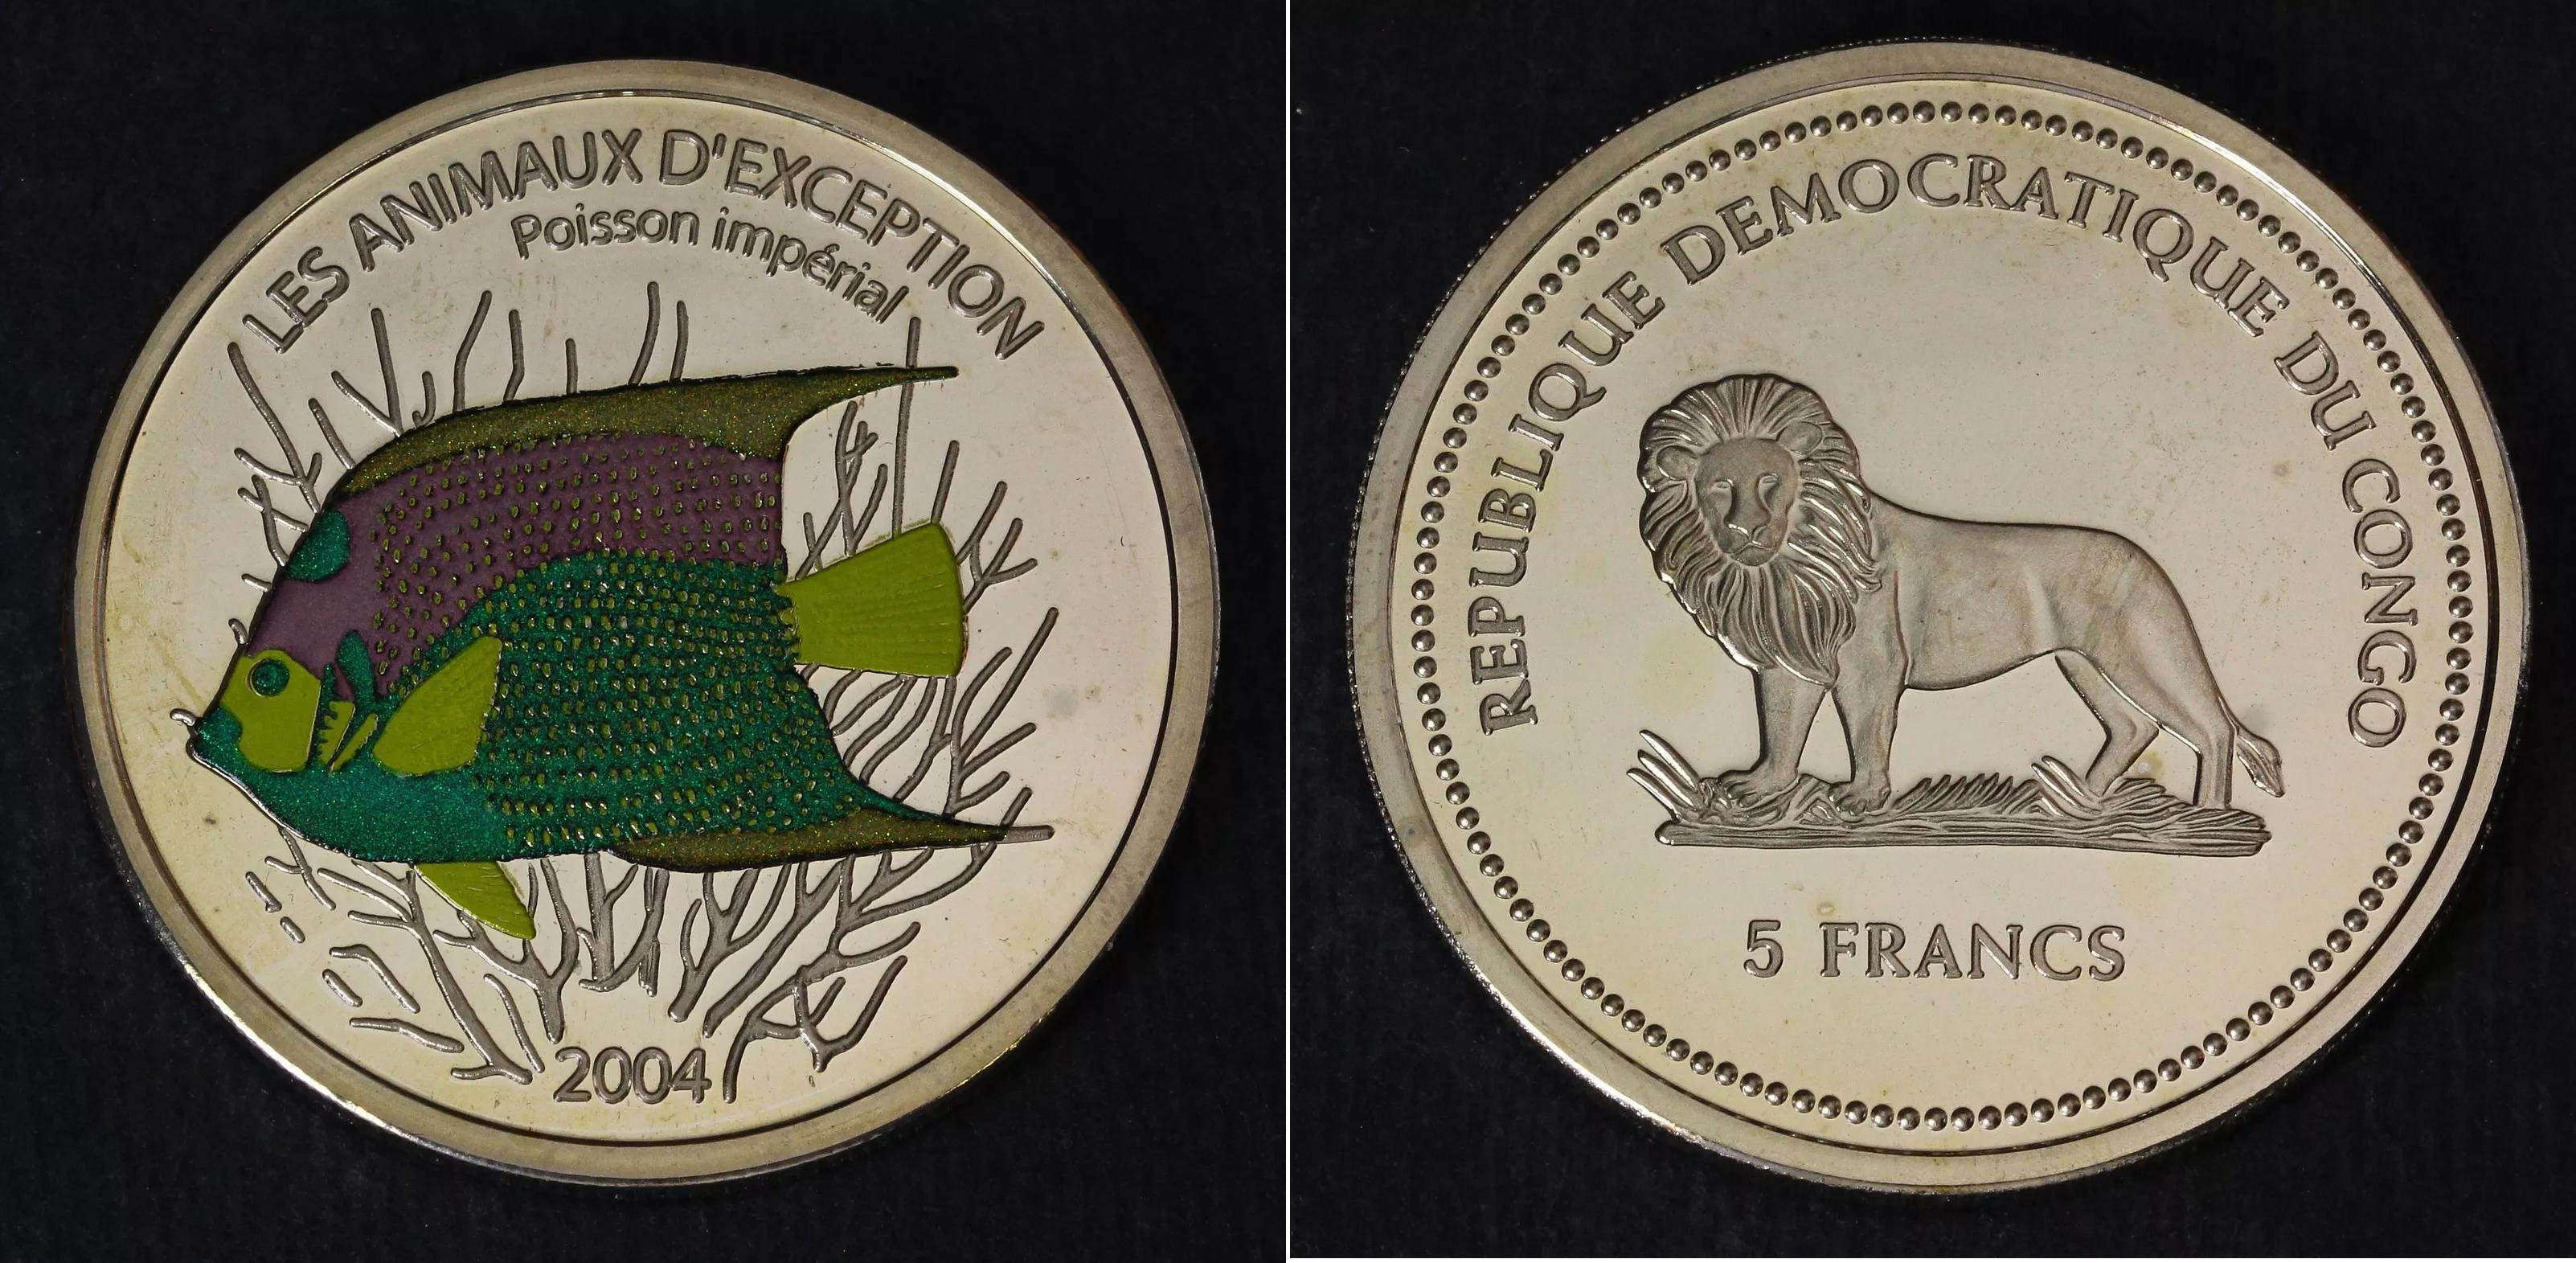 LES ANIMAUX D'EXCEPTION
Poisson impérial
2004
REPUBLIQUE DEMOCRATIQUE DU CONGO
5 FRANCS